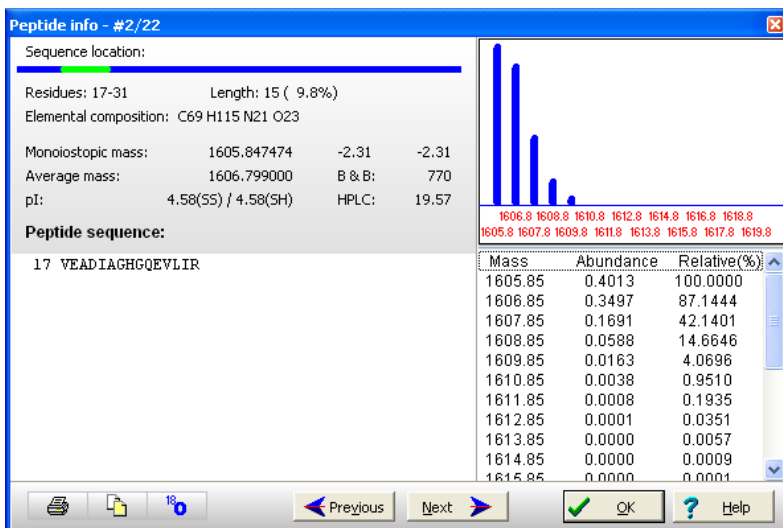 Peptide info - #2/22
Sequence location:
Residues: 17-31 Length: 15 ( 9.8%)
Elemental composition: C69 H115 N21 O23
Monoiostopic mass: 1605.847474 -2.31 -2.31
Average mass: 1606.799000 B & B: 770
pI: 4.58(SS) / 4.58(SH) HPLC: 19.57
Peptide sequence:
17 VEADIAGHGQEVLIR
1606.8 1608.8 1610.8 1612.8 1614.8 1616.8 1618.8
1605.8 1607.8 1609.8 1611.8 1613.8 1615.8 1617.8 1619.8
Mass Abundance Relative(%)
1605.85 0.4013 100.0000
1606.85 0.3497 87.1444
1607.85 0.1691 42.1401
1608.85 0.0588 14.6646
1609.85 0.0163 4.0696
1610.85 0.0038 0.9510
1611.85 0.0008 0.1935
1612.85 0.0001 0.0351
1613.85 0.0000 0.0057
1614.85 0.0000 0.0009
1615.85 0.0000 0.0001
18O
Previous
Next
OK
? Help